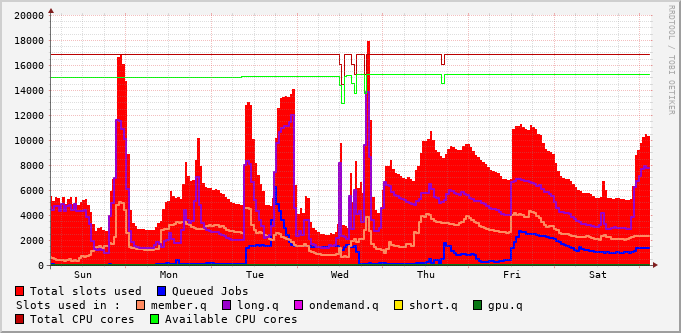 20000
18000
16000
14000
12000
10000
8000
6000
4000
2000
0
Sun Mon Tue Wed Thu Fri Sat
RRDTOOL / TOBI OETIKER
Total slots used Queued Jobs
Slots used in : member.q long.q ondemand.q short.q gpu.q
Total CPU cores Available CPU cores